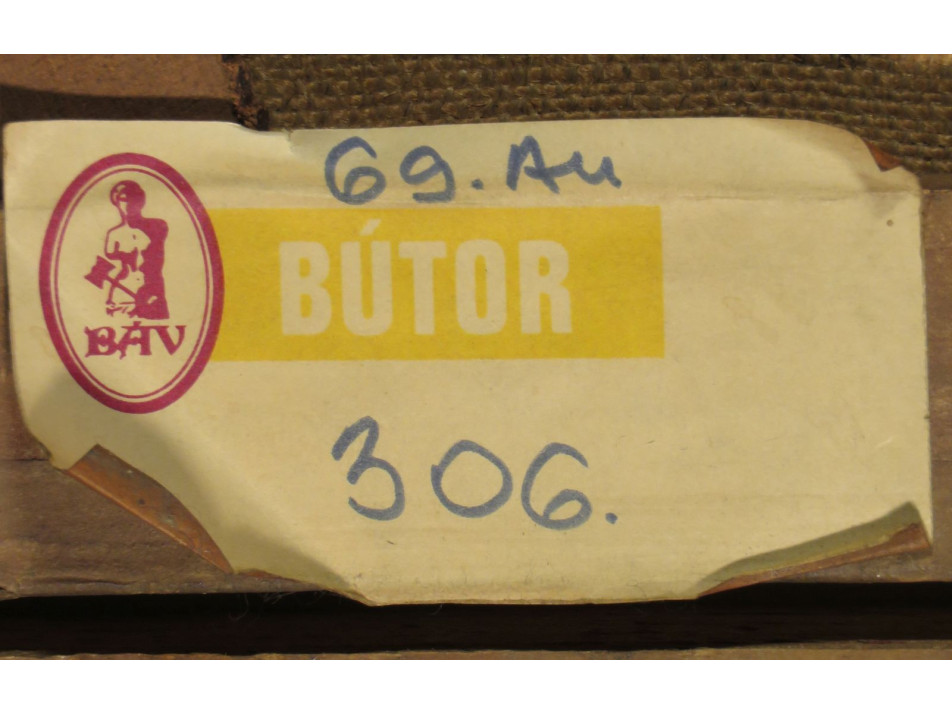 69. Au
BÚTOR
BÁV
306.